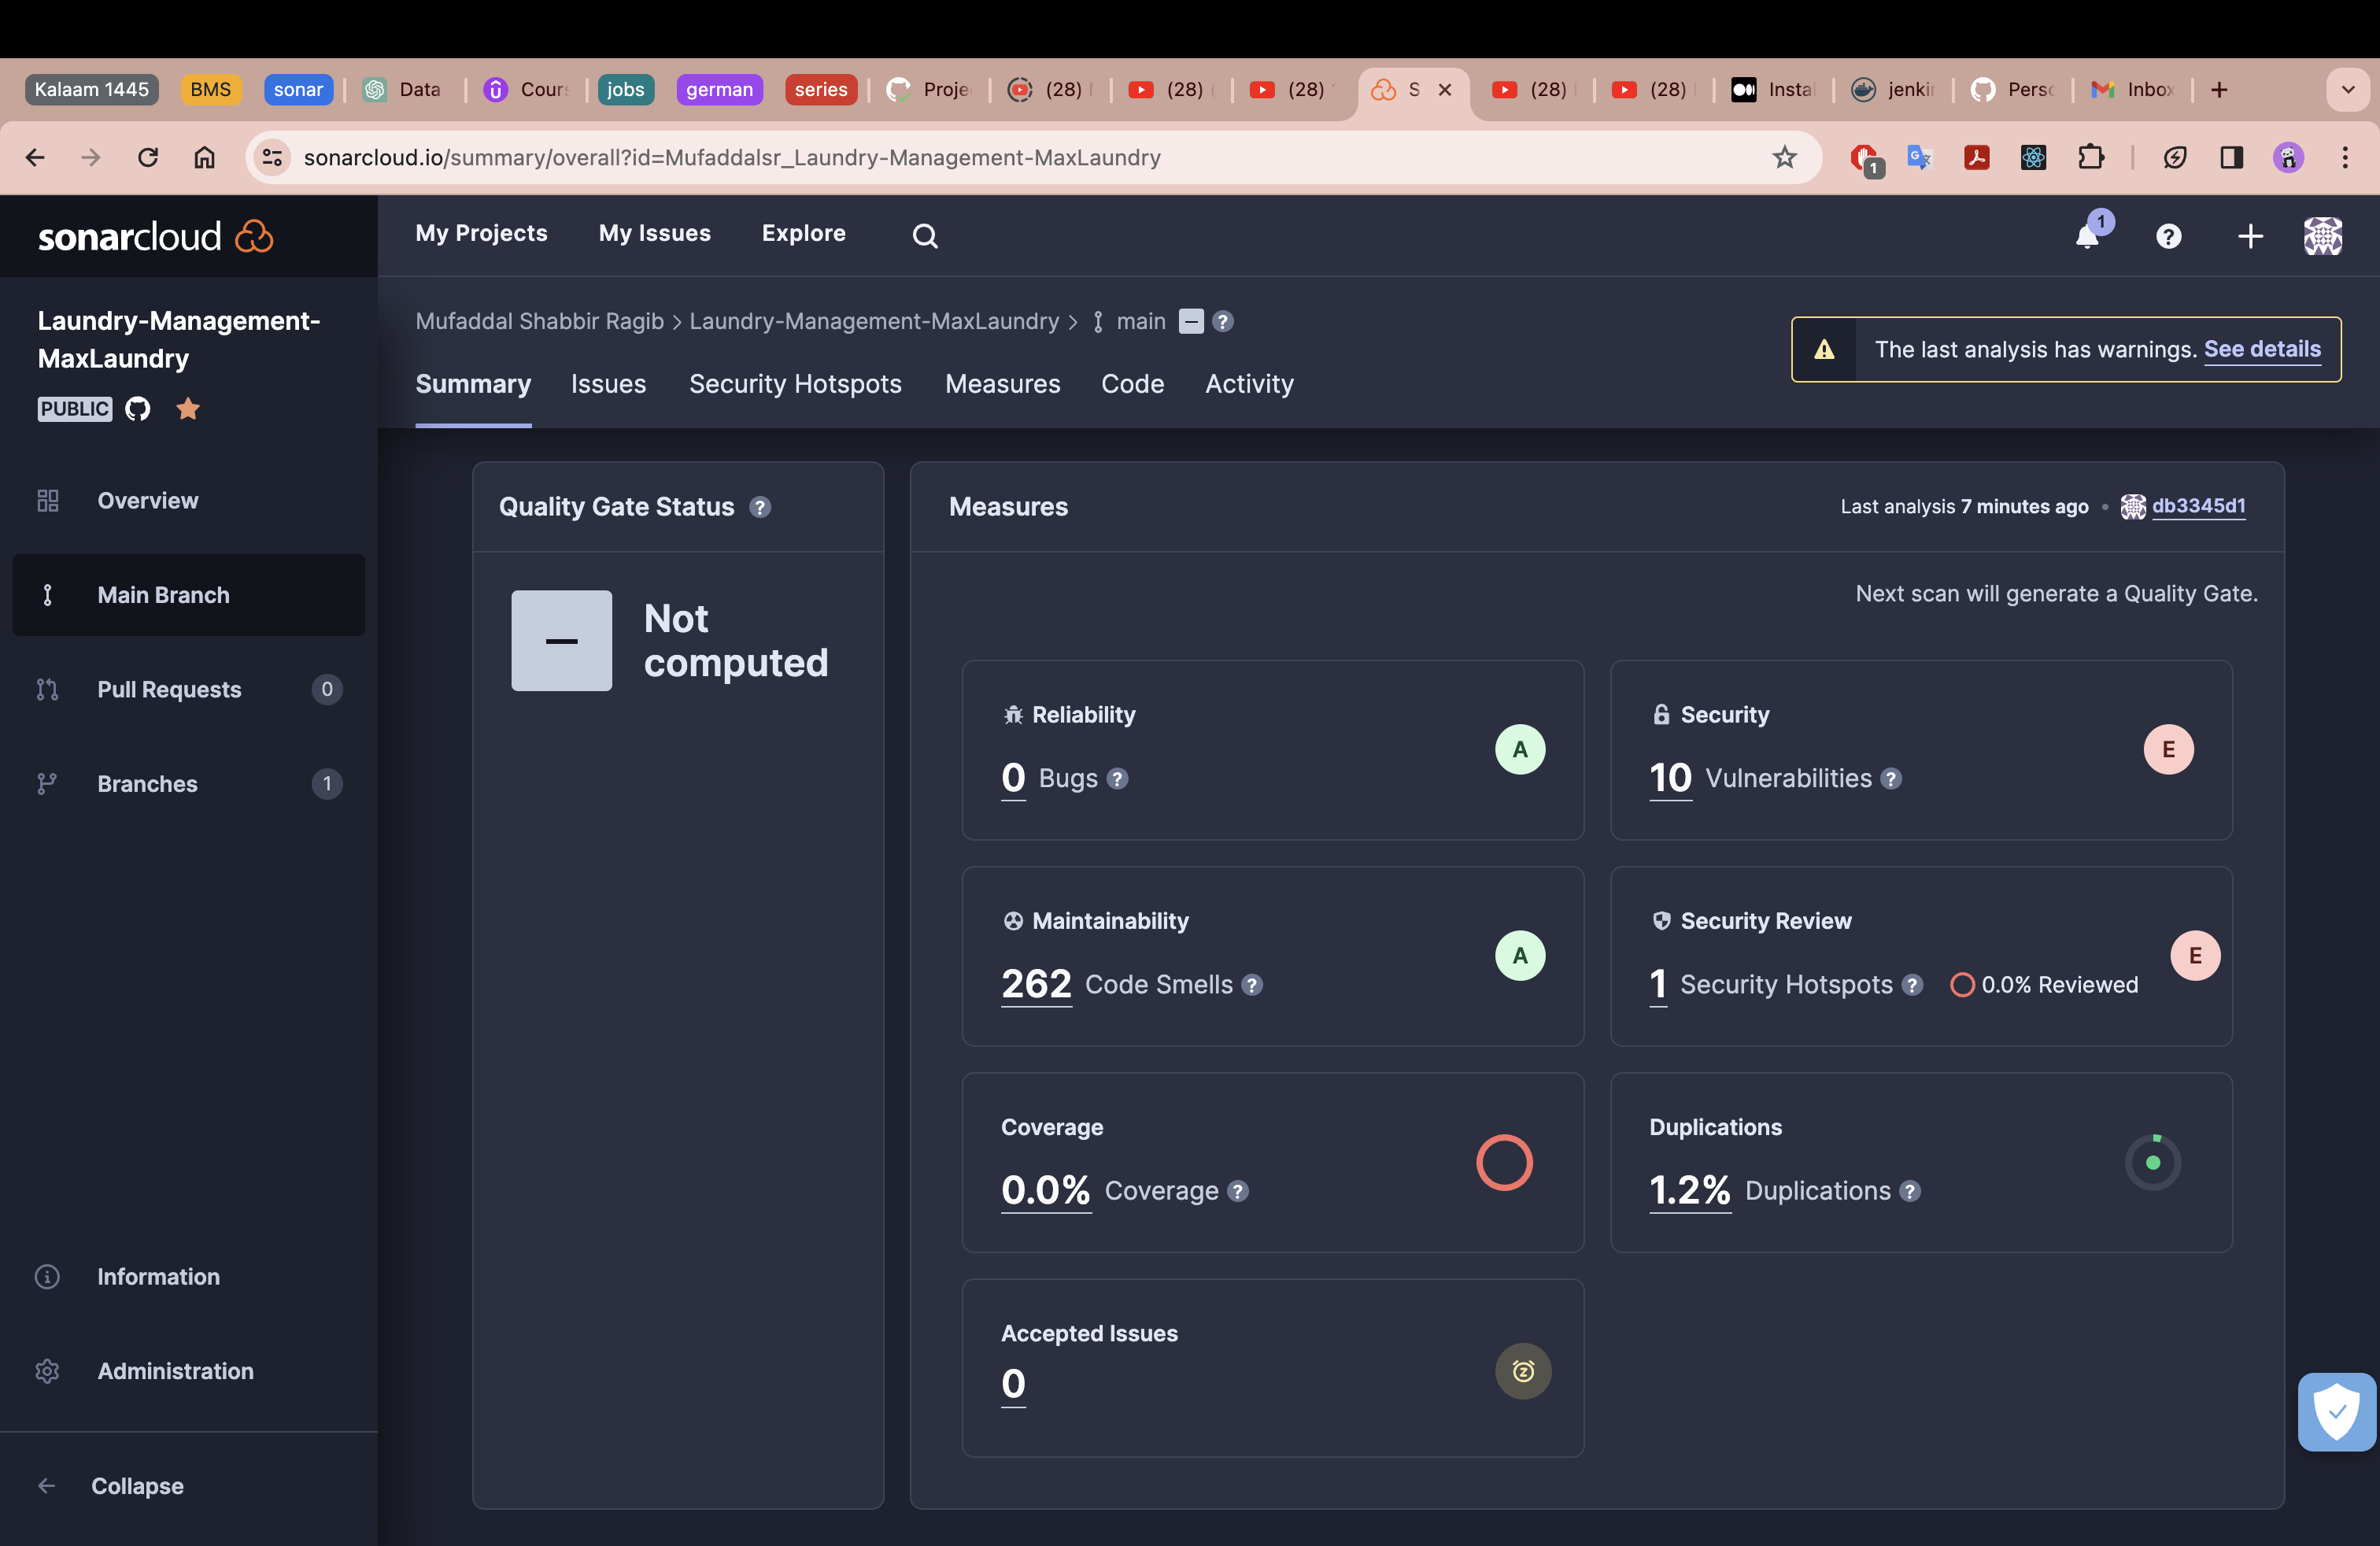 Kalaam 1445 BMS sonar Data Cours jobs german series Proje (28) (28) (28) S (28) (28) Instal jenkin Perso Inbox
sonarcloud.io/summary/overall?id=Mufaddalsr_Laundry-Management-MaxLaundry 1
sonarcloud
My Projects My Issues Explore 1
Laundry-Management-
MaxLaundry
PUBLIC
Overview
Main Branch
Pull Requests 0
Branches 1
Information
Administration
Collapse
Mufaddal Shabbir Ragib > Laundry-Management-MaxLaundry > main
Summary Issues Security Hotspots Measures Code Activity
The last analysis has warnings. See details
Quality Gate Status ?
Not
computed
Measures
Last analysis 7 minutes ago • db3345d1
Next scan will generate a Quality Gate.
Reliability
0 Bugs ?
A
Security
10 Vulnerabilities ?
E
Maintainability
262 Code Smells ?
A
Security Review
1 Security Hotspots ? 0.0% Reviewed
E
Coverage
0.0% Coverage ?
Duplications
1.2% Duplications ?
Accepted Issues
0